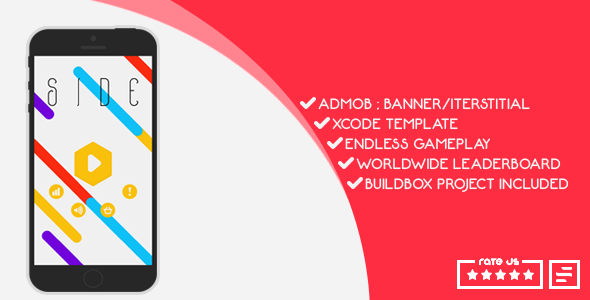 SIDE
ADMOB : BANNER/ITERSTITIAL
XCODE TEMPLATE
ENDLESS GAMEPLAY
WORLDWIDE LEADERBOARD
BUILDBOX PROJECT INCLUDED
RATE US